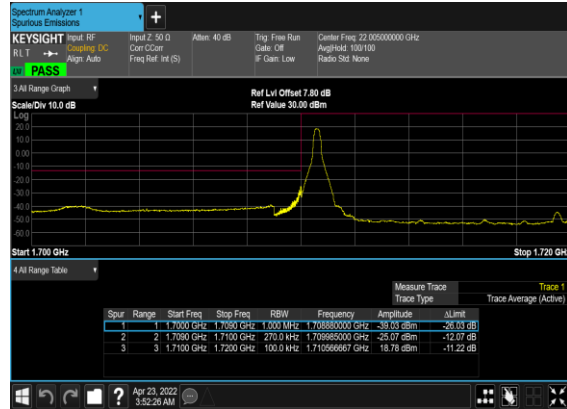 Spectrum Analyzer 1
Spurious Emissions
+
KEYSIGHT Input: RF Input Z: 50 Ω Atten: 40 dB Trig: Free Run Center Freq: 22.005000000 GHz
RLT Coupling: DC Corr CCorr Gate: Off Avg|Hold: 100/100
Align: Auto Freq Ref: Int (S) IF Gain: Low Radio Std: None
PASS
3 All Range Graph Ref Lvl Offset 7.80 dB
Scale/Div 10.0 dB Ref Value 30.00 dBm
Log
20.0
10.0
0.00
-10.0
-20.0
-30.0
-40.0
-50.0
-60.0
Start 1.700 GHz Stop 1.720 GH
4 All Range Table
Measure Trace Trace 1
Trace Type Trace Average (Active)
Spur Range Start Freq Stop Freq RBW Frequency Amplitude ΔLimit
1 1 1.7000 GHz 1.7090 GHz 1.000 MHz 1.708880000 GHz -39.03 dBm -26.03 dB
2 2 1.7090 GHz 1.7100 GHz 270.0 kHz 1.709985000 GHz -25.07 dBm -12.07 dB
3 3 1.7100 GHz 1.7200 GHz 100.0 kHz 1.710566667 GHz 18.78 dBm -11.22 dB
? Apr 23, 2022
3:52:26 AM